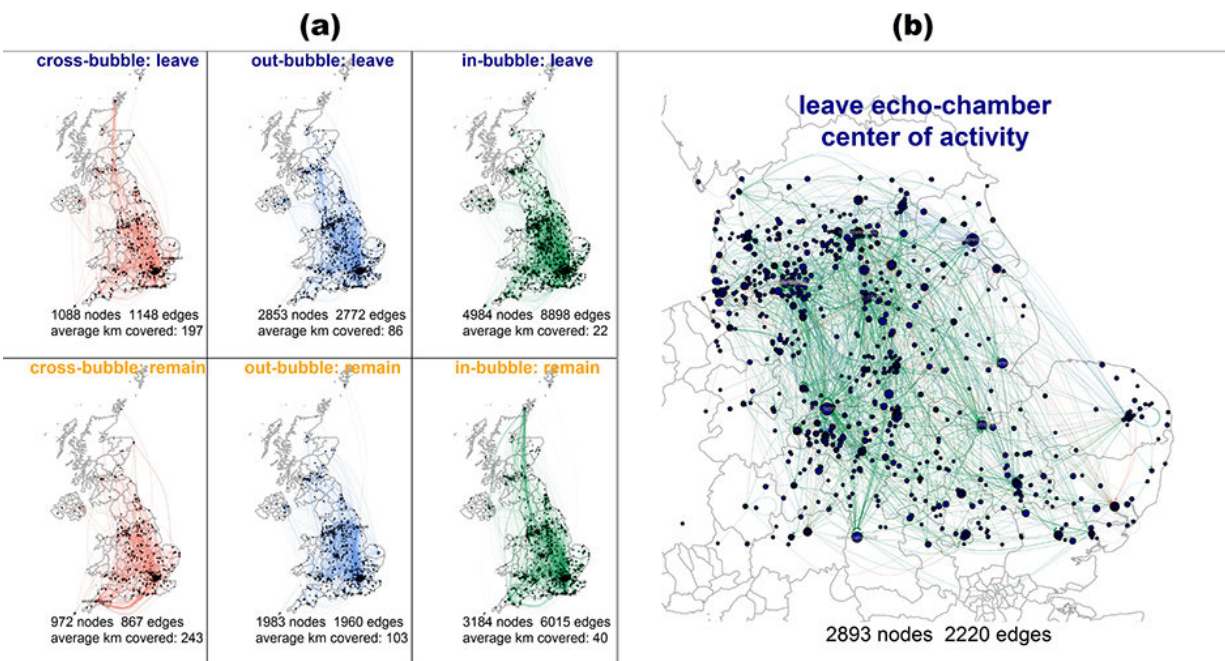 (a)
(b)
cross-bubble: leave
out-bubble: leave
in-bubble: leave
1088 nodes 1148 edges
average km covered: 197
2853 nodes 2772 edges
average km covered: 86
4984 nodes 8898 edges
average km covered: 22
cross-bubble: remain
out-bubble: remain
in-bubble: remain
972 nodes 867 edges
average km covered: 243
1983 nodes 1960 edges
average km covered: 103
3184 nodes 6015 edges
average km covered: 40
leave echo-chamber
center of activity
2893 nodes 2220 edges